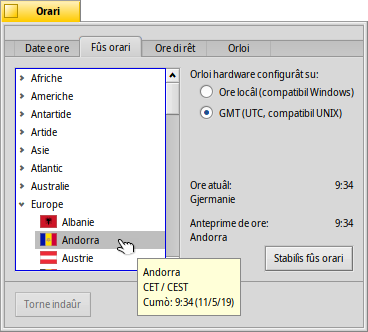 Orari
Date e ore
Fûs orari
Ore di rêt
Orloi
Afriche
Americhe
Antartide
Artide
Asie
Atlantic
Australie
Europe
Albanie
Andorra
Austrie
Orloi hardware configurât su:
Ore locâl (compatibil Windows)
GMT (UTC, compatibil UNIX)
Ore atuâl: 9:34
Gjermanie
Anteprime de ore: 9:34
Andorra
Andorra
CET / CEST
Cumò: 9:34 (11/5/19)
Stabilìs fûs orari
Torne indaûr